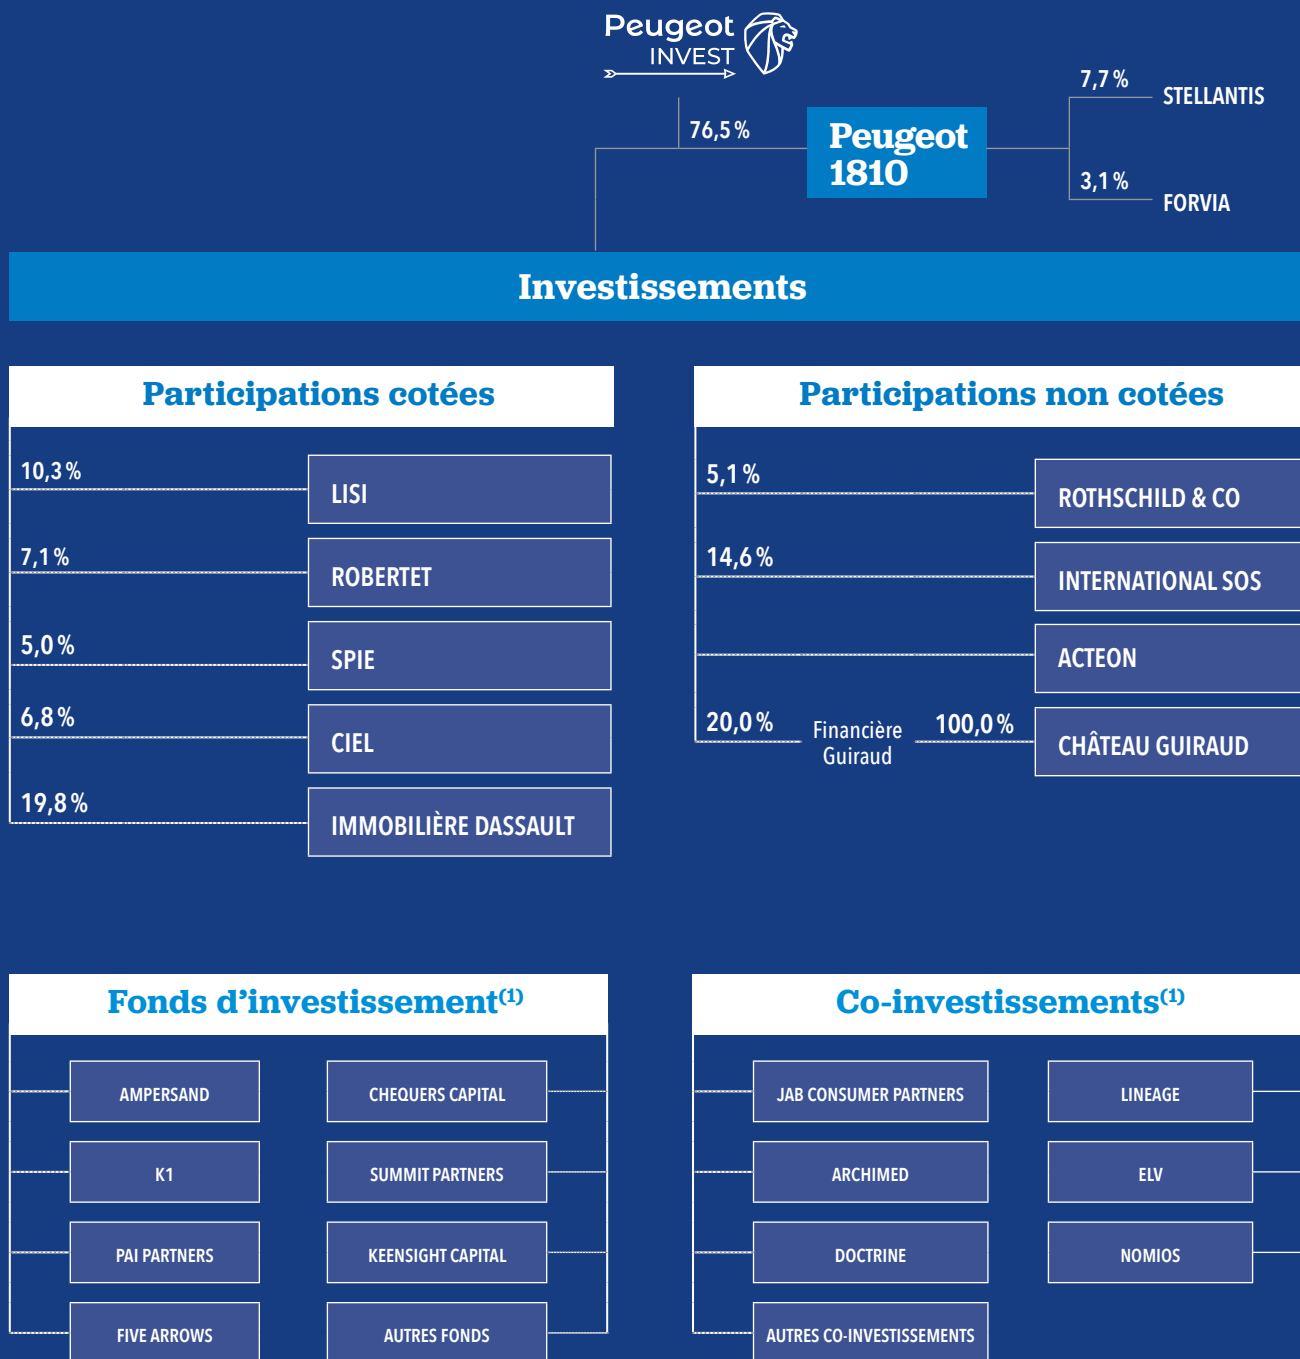 Peugeot
INVEST
76,5 %
Peugeot
1810
7,7 %
STELLANTIS
3,1 %
FORVIA
Investissements
Participations cotées
10,3 %
LISI
7,1 %
ROBERTET
5,0 %
SPIE
6,8 %
CIEL
19,8 %
IMMOBILIÈRE DASSAULT
Participations non cotées
5,1 %
ROTHSCHILD & CO
14,6 %
INTERNATIONAL SOS
ACTEON
20,0 %
Financière
Guiraud
100,0 %
CHÂTEAU GUIRAUD
Fonds d’investissement(1)
AMPERSAND
CHEQUERS CAPITAL
K1
SUMMIT PARTNERS
PAI PARTNERS
KEENSIGHT CAPITAL
FIVE ARROWS
AUTRES FONDS
Co-investissements(1)
JAB CONSUMER PARTNERS
LINEAGE
ARCHIMED
ELV
DOCTRINE
NOMIOS
AUTRES CO-INVESTISSEMENTS